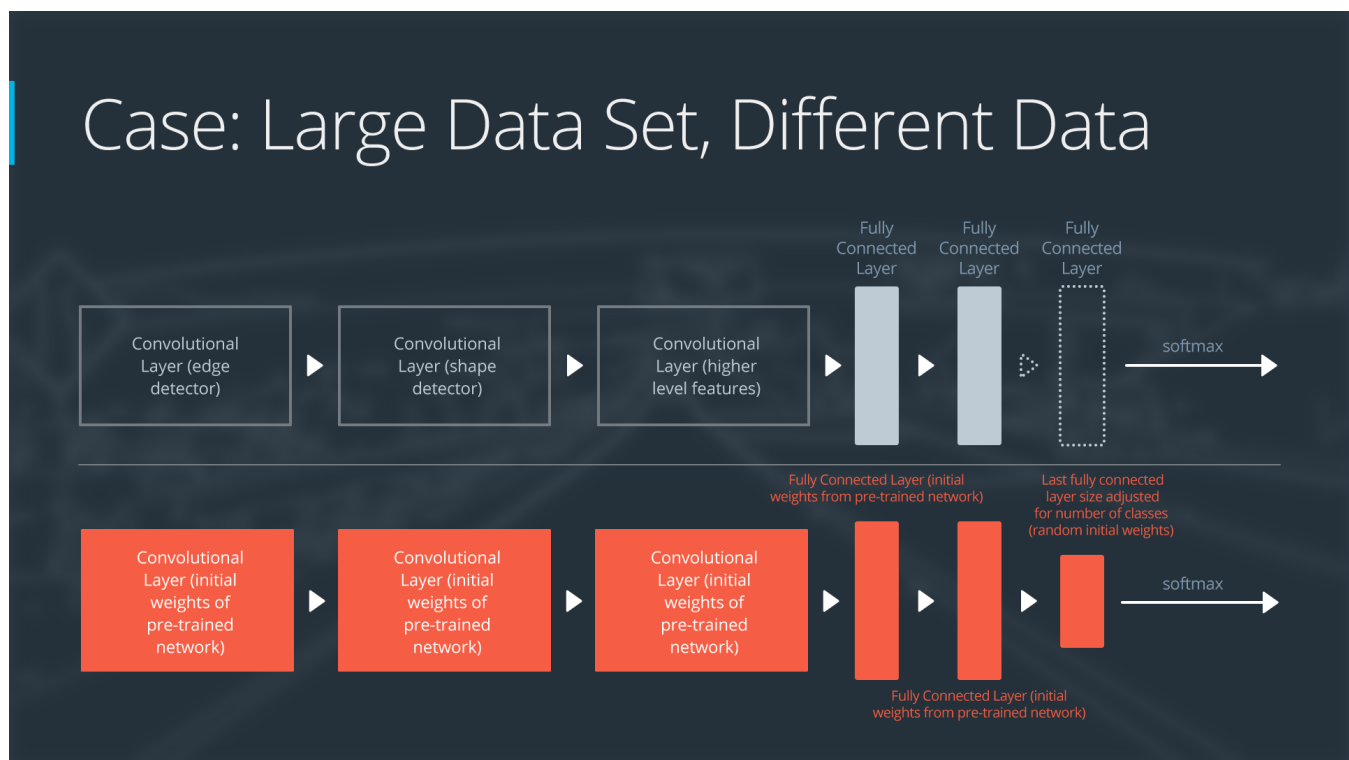 Case: Large Data Set, Different Data
Fully
Connected
Layer
Fully
Connected
Layer
Fully
Connected
Layer
Convolutional
Layer (edge
detector)
Convolutional
Layer (shape
detector)
Convolutional
Layer (higher
level features)
softmax
Fully Connected Layer (initial
weights from pre-trained network)
Last fully connected
layer size adjusted
for number of classes
(random initial weights)
Convolutional
Layer (initial
weights of
pre-trained
network)
Convolutional
Layer (initial
weights of
pre-trained
network)
Convolutional
Layer (initial
weights of
pre-trained
network)
softmax
Fully Connected Layer (initial
weights from pre-trained network)